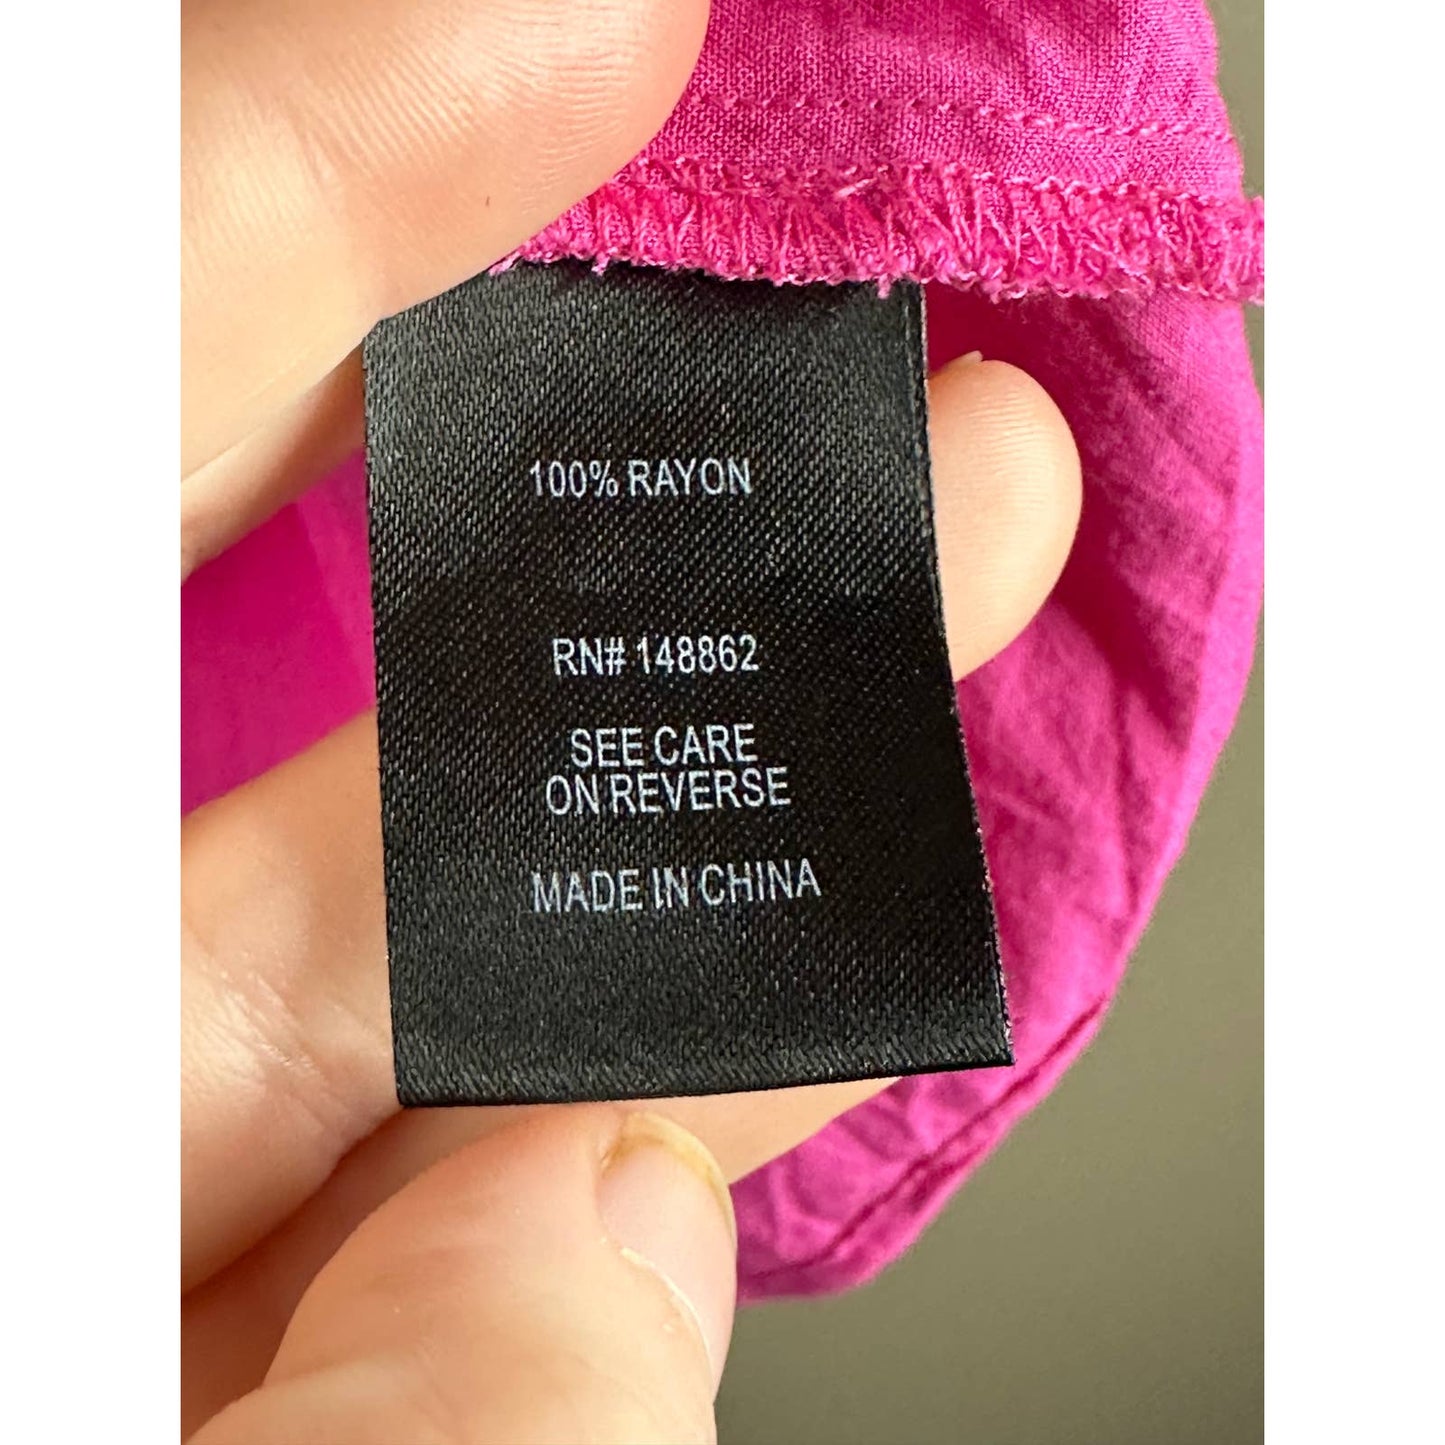 100% RAYON
RN# 148862
SEE CARE
ON REVERSE
MADE IN CHINA